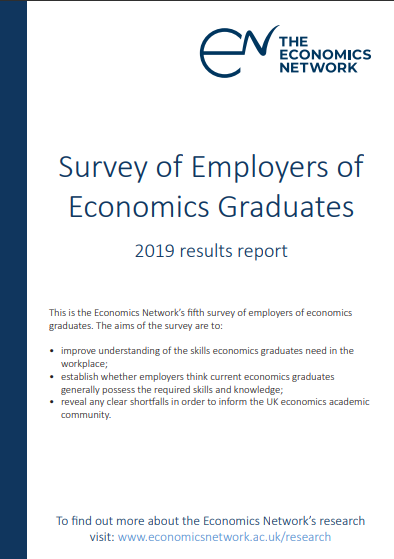 THE
ECONOMICS
NETWORK
Survey of Employers of
Economics Graduates
2019 results report
This is the Economics Network's fifth survey of employers of economics
graduates. The aims of the survey are to:
• improve understanding of the skills economics graduates need in the
workplace;
• establish whether employers think current economics graduates
generally possess the required skills and knowledge;
• reveal any clear shortfalls in order to inform the UK economics academic
community.
To find out more about the Economics Network's research
visit: www.economicsnetwork.ac.uk/research